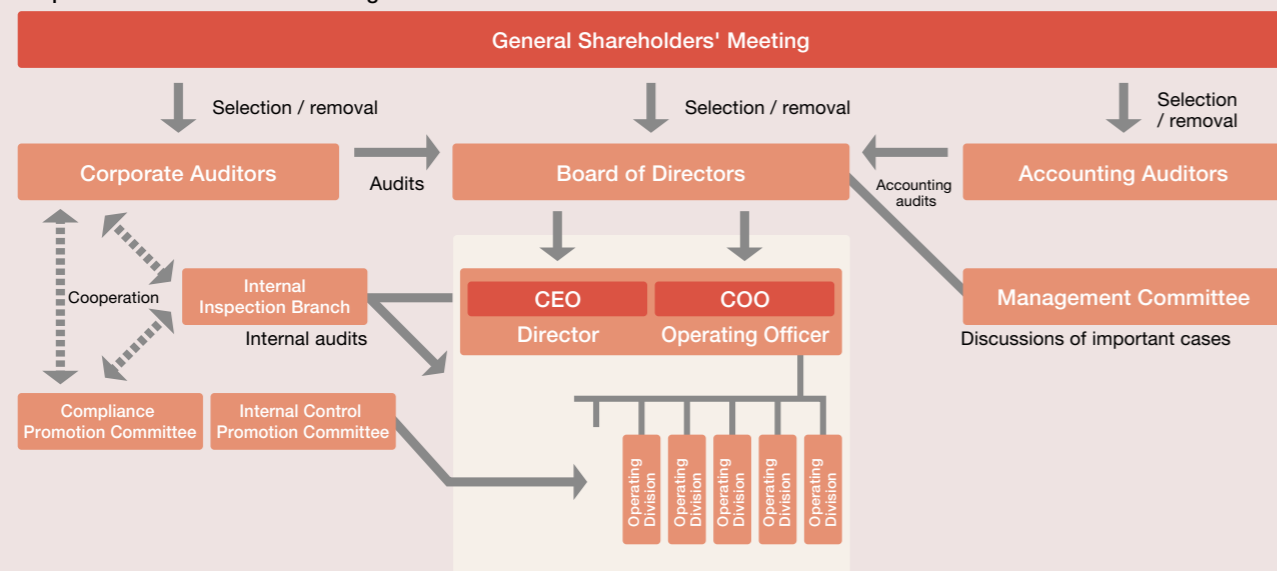 General Shareholders' Meeting
Selection / removal
Selection / removal
Selection
/ removal
Corporate Auditors
Audits
Board of Directors
Accounting
audits
Accounting Auditors
Cooperation
Internal
Inspection Branch
Internal audits
CEO
Director
COO
Operating Officer
Management Committee
Discussions of important cases
Compliance
Promotion Committee
Internal Control
Promotion Committee
Operating
Division
Operating
Division
Operating
Division
Operating
Division
Operating
Division